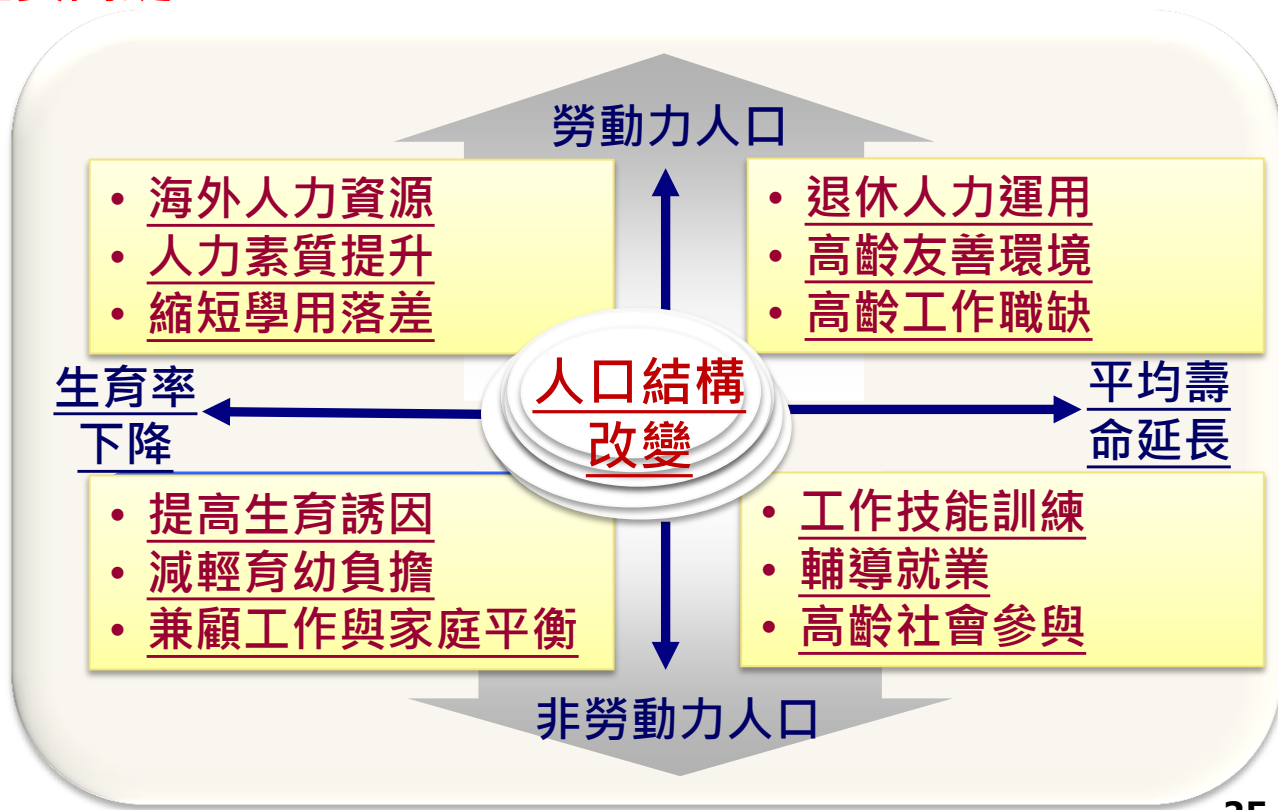 勞動力人口
• 海外人力資源
• 人力素質提升
• 縮短學用落差
• 退休人力運用
• 高齡友善環境
• 高齡工作職缺
生育率
下降
人口結構
改變
平均壽
命延長
• 提高生育誘因
• 減輕育幼負擔
• 兼顧工作與家庭平衡
• 工作技能訓練
• 輔導就業
• 高齡社會參與
非勞動力人口